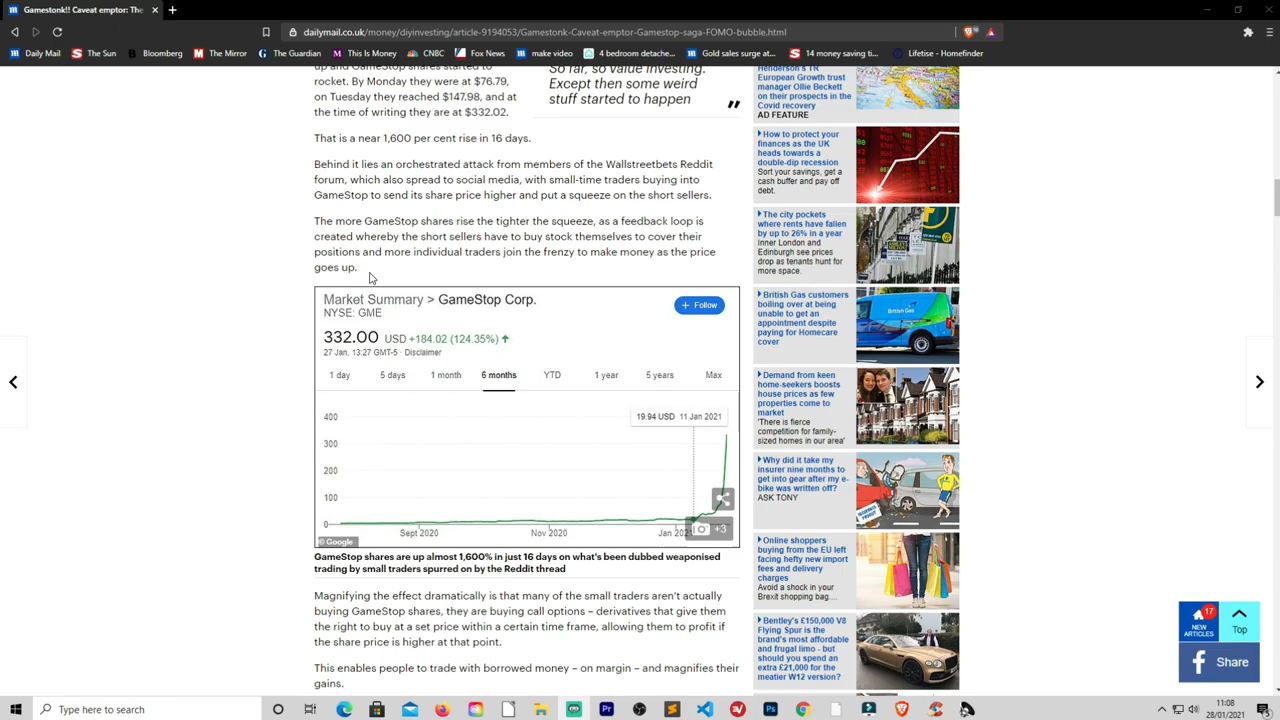 Gamestonk!! Caveat emptor: The
dailymail.co.uk/money/diyinvesting/article-9194053/Gamestonk-Caveat-emptor-Gamestop-saga-FOMO-bubble.html
Daily Mail
The Sun
Bloomberg
The Mirror
The Guardian
This Is Money
CNBC
Fox News
make video
4 bedroom detache...
Gold sales surge at...
14 money saving ti...
Lifetise - Homefinder
up and GameStop shares started to
rocket. By Monday they were at $76.79,
on Tuesday they reached $147.98, and at
the time of writing they are at $332.02.
So far, so value investing.
Except then some weird
stuff started to happen
"
That is a near 1,600 per cent rise in 16 days.
Behind it lies an orchestrated attack from members of the Wallstreetbets Reddit
forum, which also spread to social media, with small-time traders buying into
GameStop to send its share price higher and put a squeeze on the short sellers.
The more GameStop shares rise the tighter the squeeze, as a feedback loop is
created whereby the short sellers have to buy stock themselves to cover their
positions and more individual traders join the frenzy to make money as the price
goes up.
Market Summary > GameStop Corp.
NYSE: GME
+ Follow
332.00 USD +184.02 (124.35%) ↑
27 Jan, 13:27 GMT-5 · Disclaimer
1 day 5 days 1 month 6 months YTD 1 year 5 years Max
19.94 USD 11 Jan 2021
400
300
200
100
0
+3
Sept 2020 Nov 2020 Jan 2021
© Google
GameStop shares are up almost 1,600% in just 16 days on what's been dubbed weaponised
trading by small traders spurred on by the Reddit thread
Magnifying the effect dramatically is that many of the small traders aren't actually
buying GameStop shares, they are buying call options – derivatives that give them
the right to buy at a set price within a certain time frame, allowing them to profit if
the share price is higher at that point.
This enables people to trade with borrowed money – on margin – and magnifies their
gains.
Henderson's TR
European Growth trust
manager Ollie Beckett
on their prospects in the
Covid recovery
AD FEATURE
How to protect your
finances as the UK
heads towards a
double-dip recession
Sort your savings, get a
cash buffer and pay off
debt.
The city pockets
where rents have fallen
by up to 26% in a year
Inner London and
Edinburgh see prices
drop as tenants hunt for
more space.
British Gas customers
boiling over at being
unable to get an
appointment despite
paying for Homecare
cover
British Gas
Demand from keen
home-seekers boosts
house prices as few
properties come to
market
'There is fierce
competition for family-
sized homes in our area'
Why did it take my
insurer nine months to
get into gear after my e-
bike was written off?
ASK TONY
Online shoppers
buying from the EU left
facing hefty new import
fees and delivery
charges
Avoid a shock in your
Brexit shopping bag....
Bentley's £150,000 V8
Flying Spur is the
brand's most affordable
and frugal limo - but
should you spend an
extra £21,000 for the
meatier W12 version?
17
NEW
ARTICLES
Top
Share
Type here to search
11:08
28/01/2021